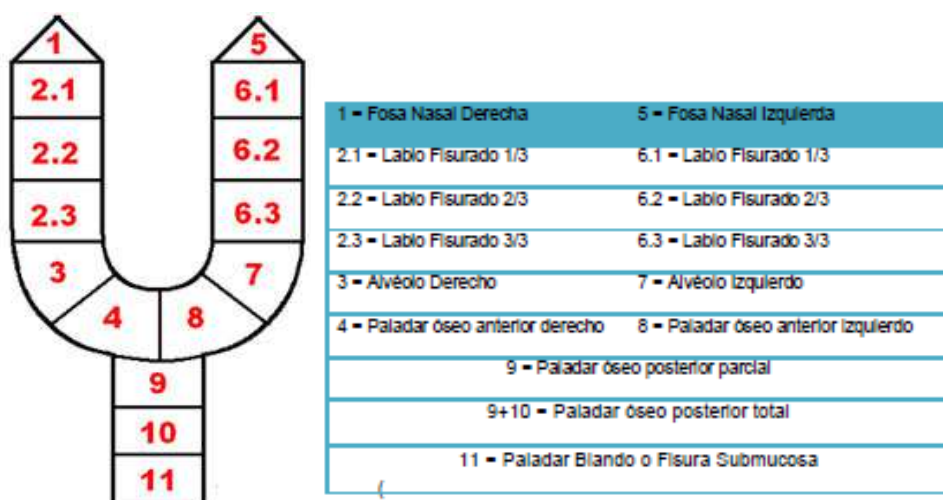 1
5
2.1
6.1
2.2
6.2
2.3
6.3
3
7
4
8
9
10
11
1 = Fosa Nasal Derecha 5 = Fosa Nasal Izquierda
2.1 = Labio Fisurado 1/3 6.1 = Labio Fisurado 1/3
2.2 = Labio Fisurado 2/3 6.2 = Labio Fisurado 2/3
2.3 = Labio Fisurado 3/3 6.3 = Labio Fisurado 3/3
3 = Alvéolo Derecho 7 = Alvéolo Izquierdo
4 = Paladar óseo anterior derecho 8 = Paladar óseo anterior izquierdo
9 = Paladar óseo posterior parcial
9+10 = Paladar óseo posterior total
11 = Paladar Blando o Fisura Submucosa
(